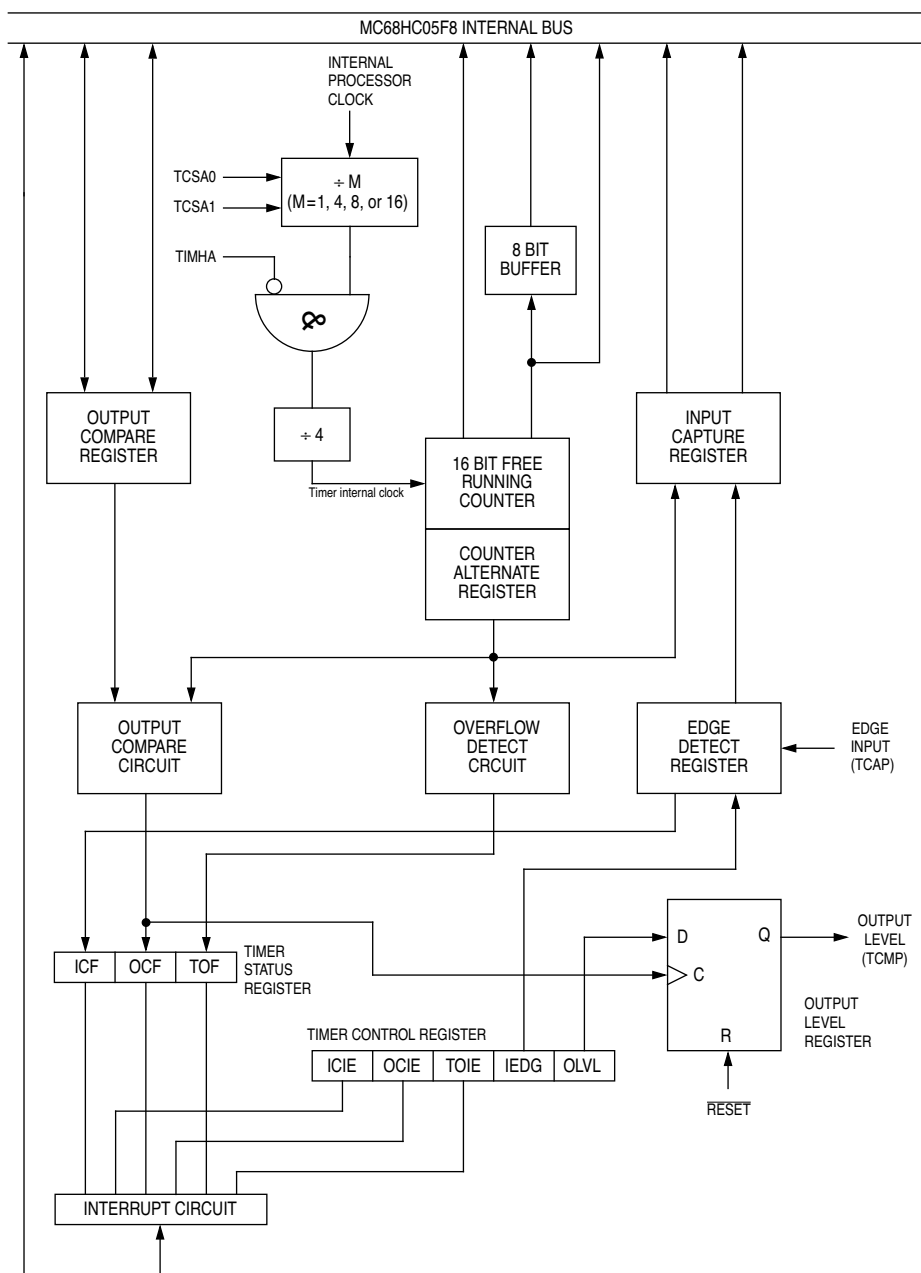 MC68HC05F8 INTERNAL BUS
INTERNAL
PROCESSOR
CLOCK
TCSA0
TCSA1
÷ M
(M=1, 4, 8, or 16)
TIMHA
&
8 BIT
BUFFER
OUTPUT
COMPARE
REGISTER
÷ 4
Timer internal clock
16 BIT FREE
RUNNING
COUNTER
COUNTER
ALTERNATE
REGISTER
INPUT
CAPTURE
REGISTER
OUTPUT
COMPARE
CIRCUIT
OVERFLOW
DETECT
CRCUIT
EDGE
DETECT
REGISTER
EDGE
INPUT
(TCAP)
ICF OCF TOF
TIMER
STATUS
REGISTER
D Q
C
R
OUTPUT
LEVEL
(TCMP)
OUTPUT
LEVEL
REGISTER
RESET
TIMER CONTROL REGISTER
ICIE OCIE TOIE IEDG OLVL
INTERRUPT CIRCUIT